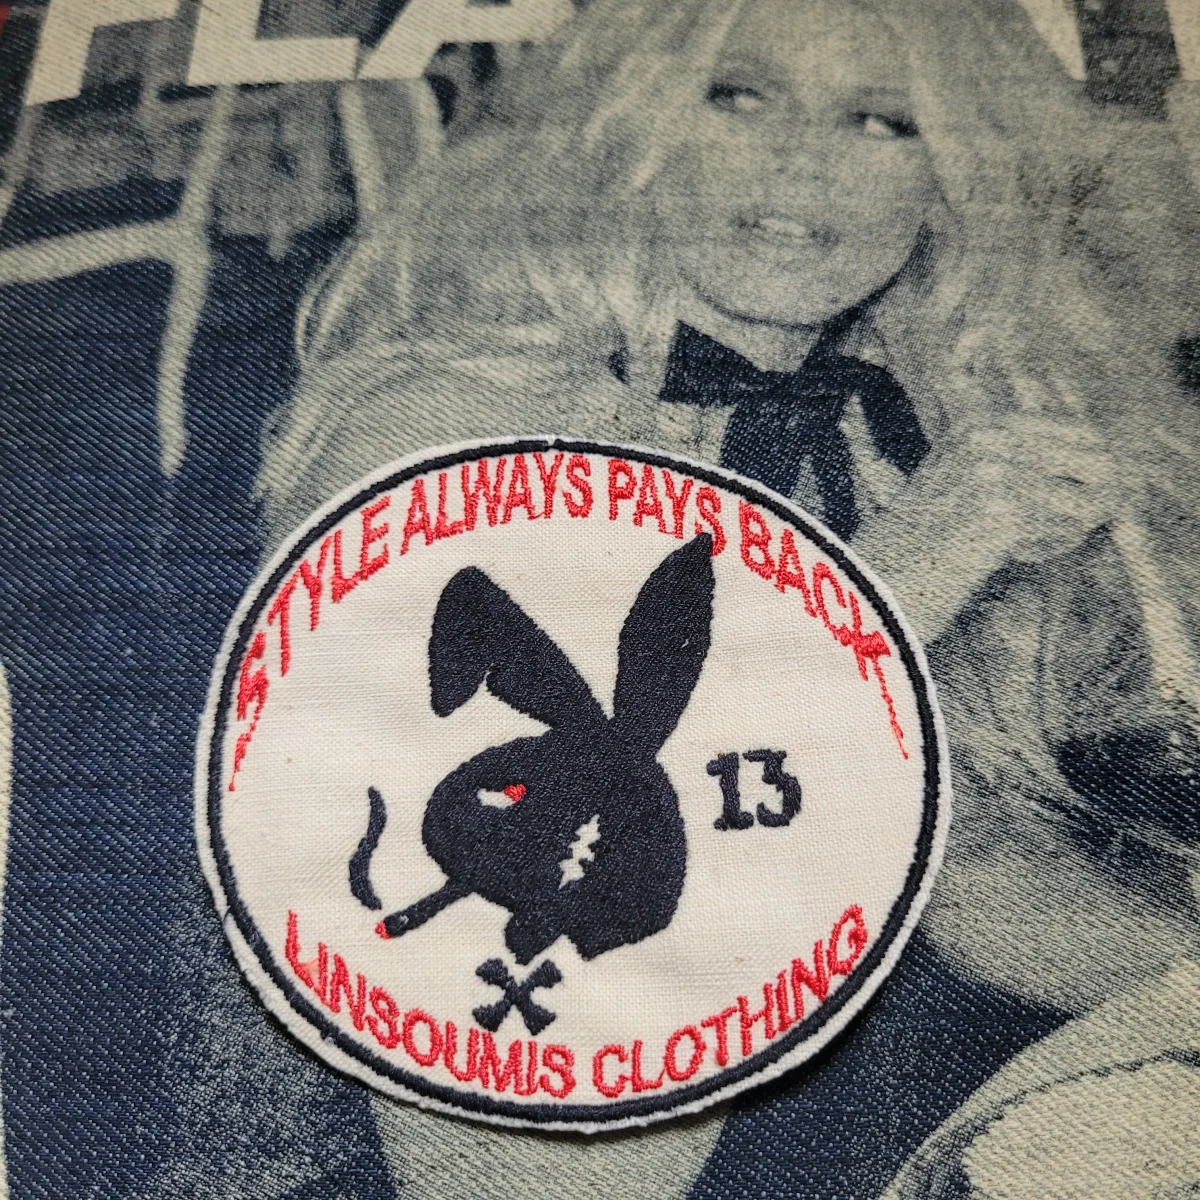 STYLE ALWAYS PAYS BACK
13
LINSOUMIS CLOTHING